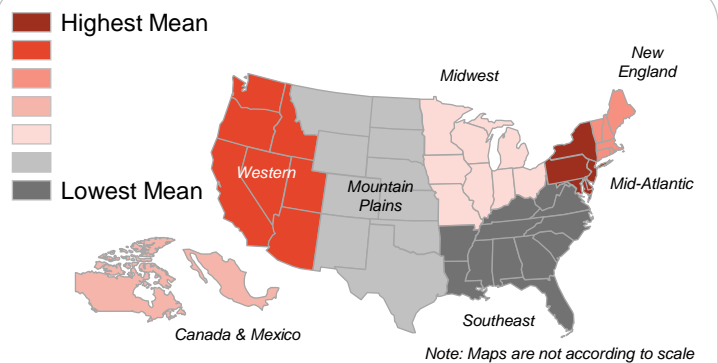 Highest Mean
New
England
Midwest
Western
Mountain
Plains
Mid-Atlantic
Lowest Mean
Southeast
Canada & Mexico
Note: Maps are not according to scale